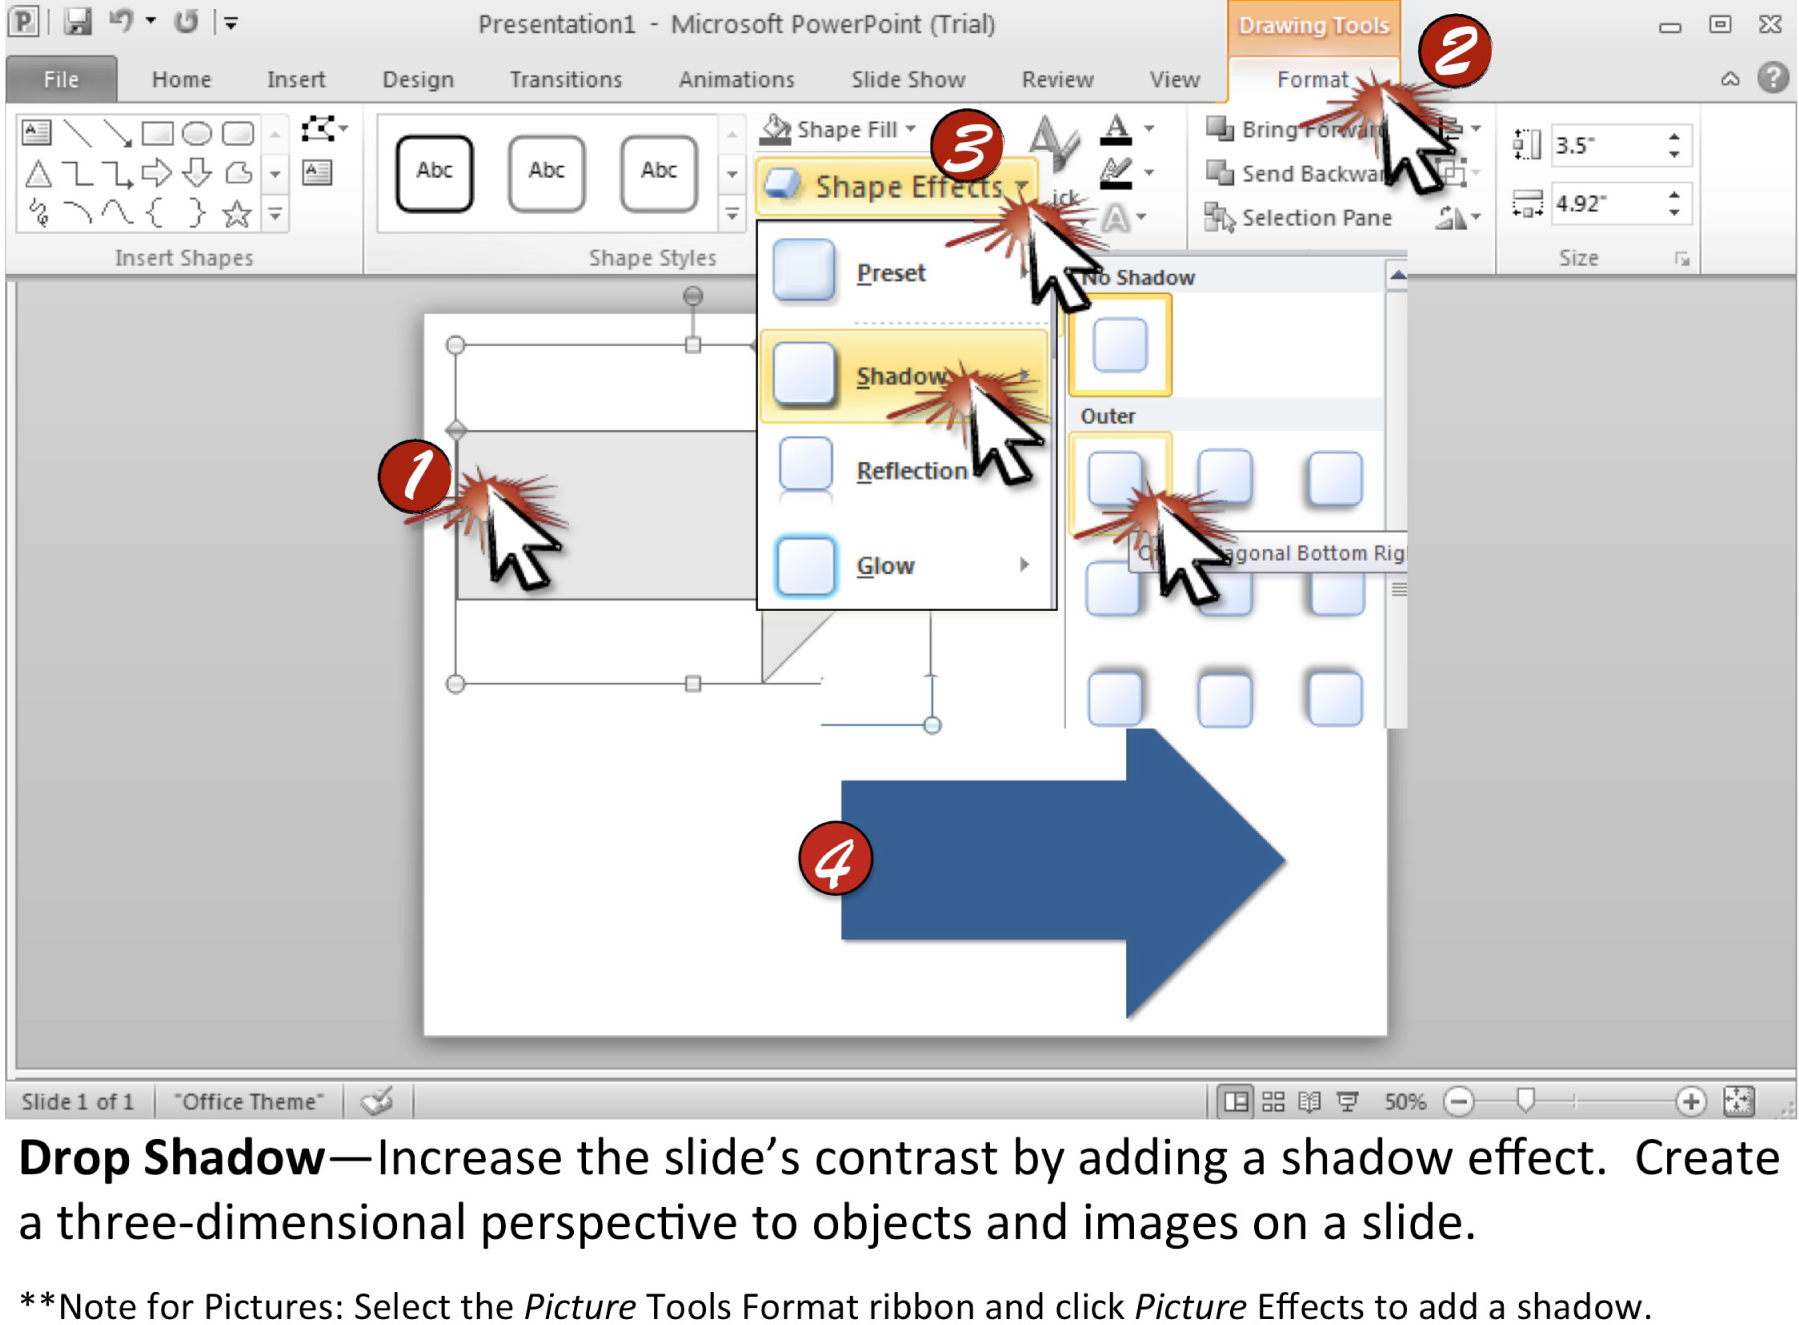 Presentation1 - Microsoft PowerPoint (Trial)
Drawing Tools
2
File Home Insert Design Transitions Animations Slide Show Review View Format
Shape Fill
3
Bring Forward
3.5"
Abc Abc Abc
Shape Effects
Send Backwar
4.92"
Selection Pane
Insert Shapes
Shape Styles
Size
Preset
No Shadow
Shadow
Outer
1
Reflection
Glow
agonal Bottom Rig
4
Slide 1 of 1 "Office Theme" 50%
Drop Shadow—Increase the slide's contrast by adding a shadow effect. Create
a three-dimensional perspective to objects and images on a slide.
**Note for Pictures: Select the Picture Tools Format ribbon and click Picture Effects to add a shadow.